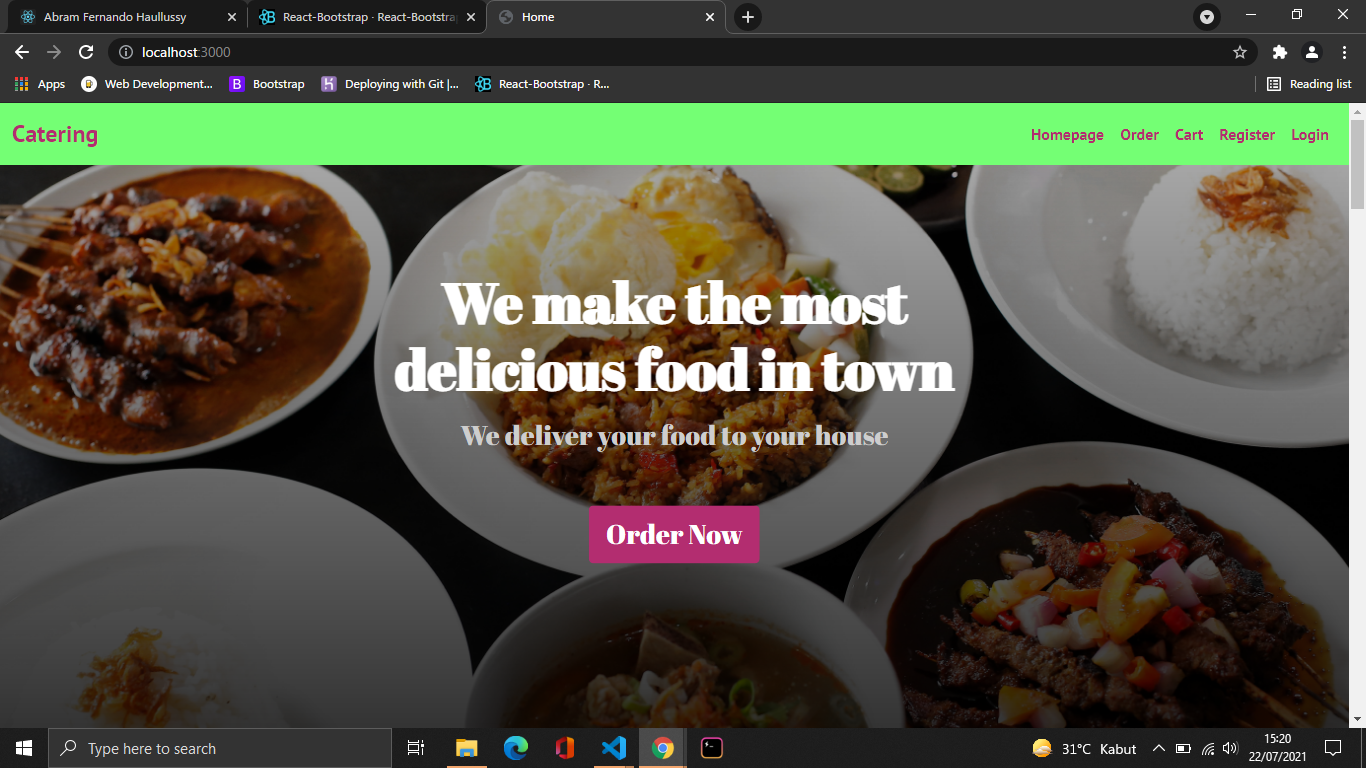 Abram Fernando Haullussy
React-Bootstrap · React-Bootstrap
Home
localhost:3000
Apps
Web Development...
Bootstrap
Deploying with Git |...
React-Bootstrap · R...
Reading list
Catering
Homepage
Order
Cart
Register
Login
We make the most
delicious food in town
We deliver your food to your house
Order Now
Type here to search
31°C Kabut
15:20
22/07/2021